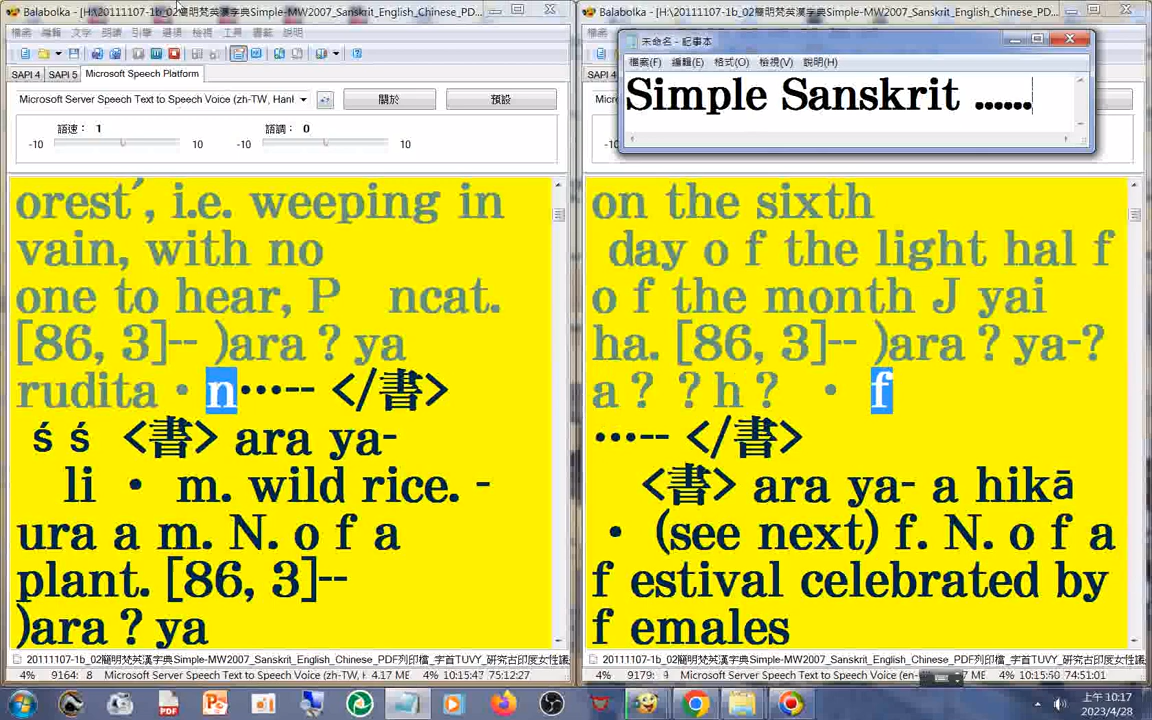 Balabolka - [H:\20111107-1b_02簡明梵英漢字典Simple-MW2007_Sanskrit_English_Chinese_PD...
檔案 編輯 文字 朗讀 引擎 選項 檢視 工具 書籤 說明
SAPI 4 SAPI 5 Microsoft Speech Platform
Microsoft Server Speech Text to Speech Voice (zh-TW, HanH
關於
預設
語速： 1
語調： 0
-10 10 -10 10
orest´, i.e. weeping in
vain, with no
one to hear, P ncat.
[86, 3]-- )ara ? ya
rudita • n…-- </書>
ś ś <書> ara ya-
li • m. wild rice. -
ura a m. N. o f a
plant. [86, 3]--
)ara ? ya
20111107-1b_02簡明梵英漢字典Simple-MW2007_Sanskrit_English_Chinese_PDF列印檔_字首TUVY_研究古印度女性議
4% 9164: 8 Microsoft Server Speech Text to Speech Voice (zh-TW, 4.17 ME 10:15:47 75:12:27
Balabolka - [H:\20111107-1b_02簡明梵英漢字典Simple-MW2007_Sanskrit_English_Chinese_PD...
檔案
SAPI 4
Micr
-10
未命名 - 記事本
檔案(F) 編輯(E) 格式(O) 檢視(V) 說明(H)
Simple Sanskrit ......
on the sixth
day o f the light hal f
o f the month J yai
ha. [86, 3]-- )ara ? ya-?
a ? ? h ? • f
…-- </書>
<書> ara ya- a hikā
• (see next) f. N. o f a
f estival celebrated by
f emales
20111107-1b_02簡明梵英漢字典Simple-MW2007_Sanskrit_English_Chinese_PDF列印檔_字首TUVY_研究古印度女性議
4% 9179: Microsoft Server Speech Text to Speech Voice (en- 4.17 ME 10:15:50 74:51:01
上午 10:17
2023/4/28